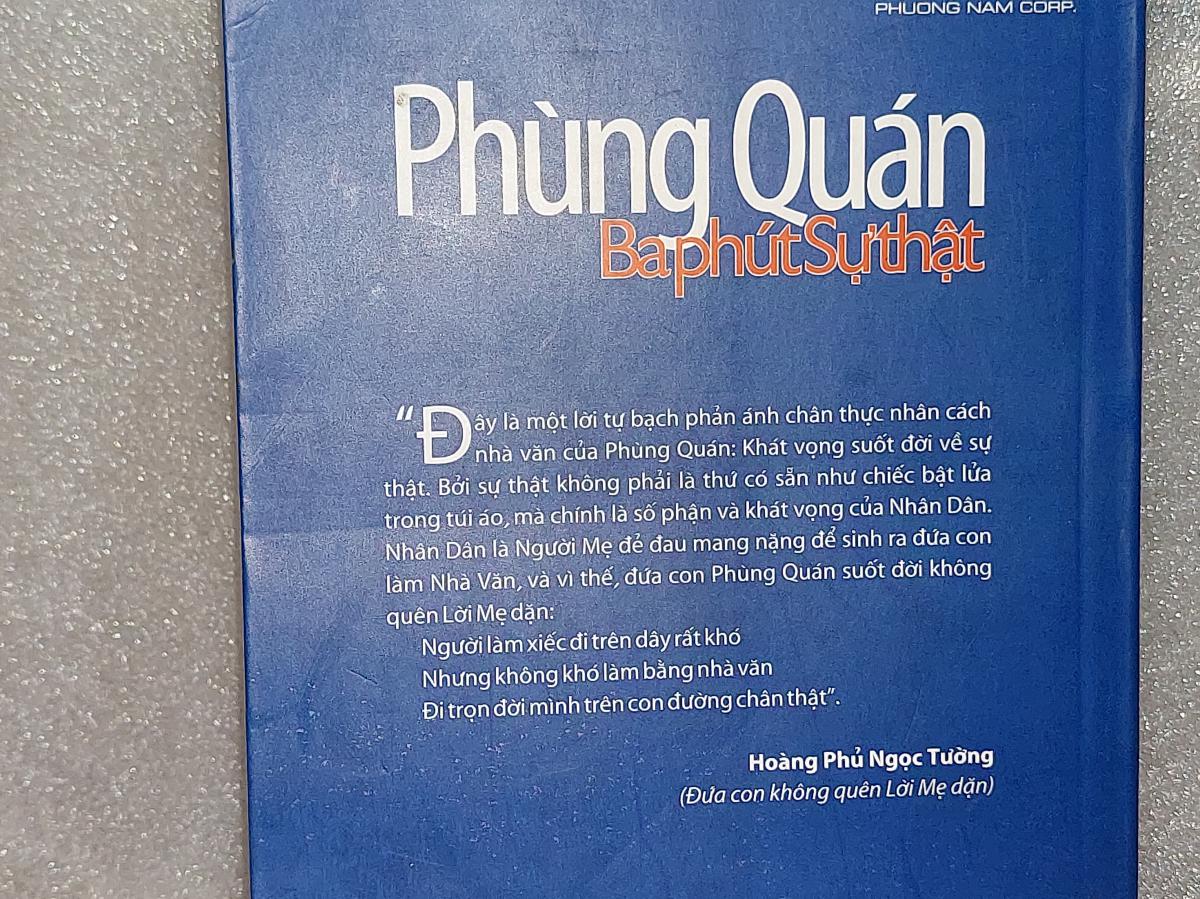 PHUONG NAM CORP.
Phùng Quán
Ba phút Sự thật
"Đây là một lời tự bạch phản ánh chân thực nhân cách
nhà văn của Phùng Quán: Khát vọng suốt đời về sự
thật. Bởi sự thật không phải là thứ có sẵn như chiếc bật lửa
trong túi áo, mà chính là số phận và khát vọng của Nhân Dân.
Nhân Dân là Người Mẹ đẻ đau mang nặng để sinh ra đứa con
làm Nhà Văn, và vì thế, đứa con Phùng Quán suốt đời không
quên Lời Mẹ dặn:
Người làm xiếc đi trên dây rất khó
Nhưng không khó làm bằng nhà văn
Đi trọn đời mình trên con đường chân thật".
Hoàng Phủ Ngọc Tường
(Đứa con không quên Lời Mẹ dặn)